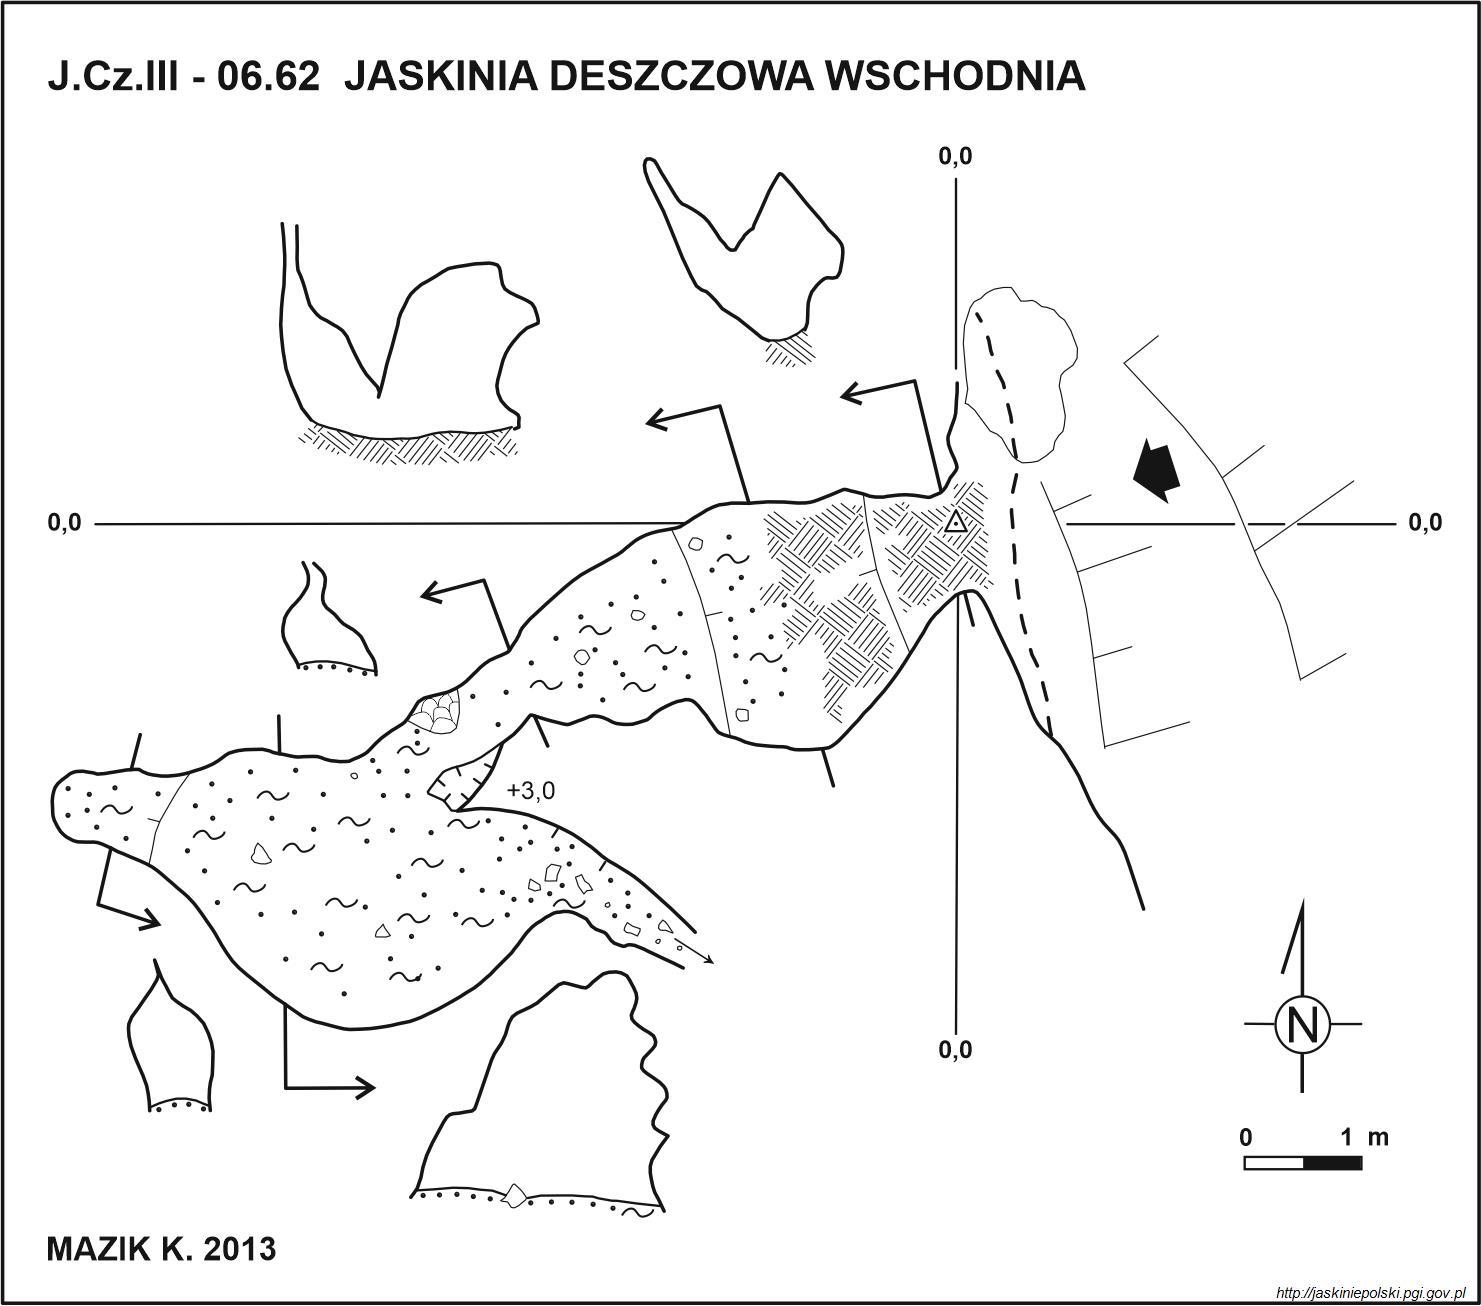 J.Cz.III - 06.62 JASKINIA DESZCZOWA WSCHODNIA
0,0
0,0
0,0
+3,0
0,0
N
0 1 m
MAZIK K. 2013
http://jaskiniepolski.pgi.gov.pl